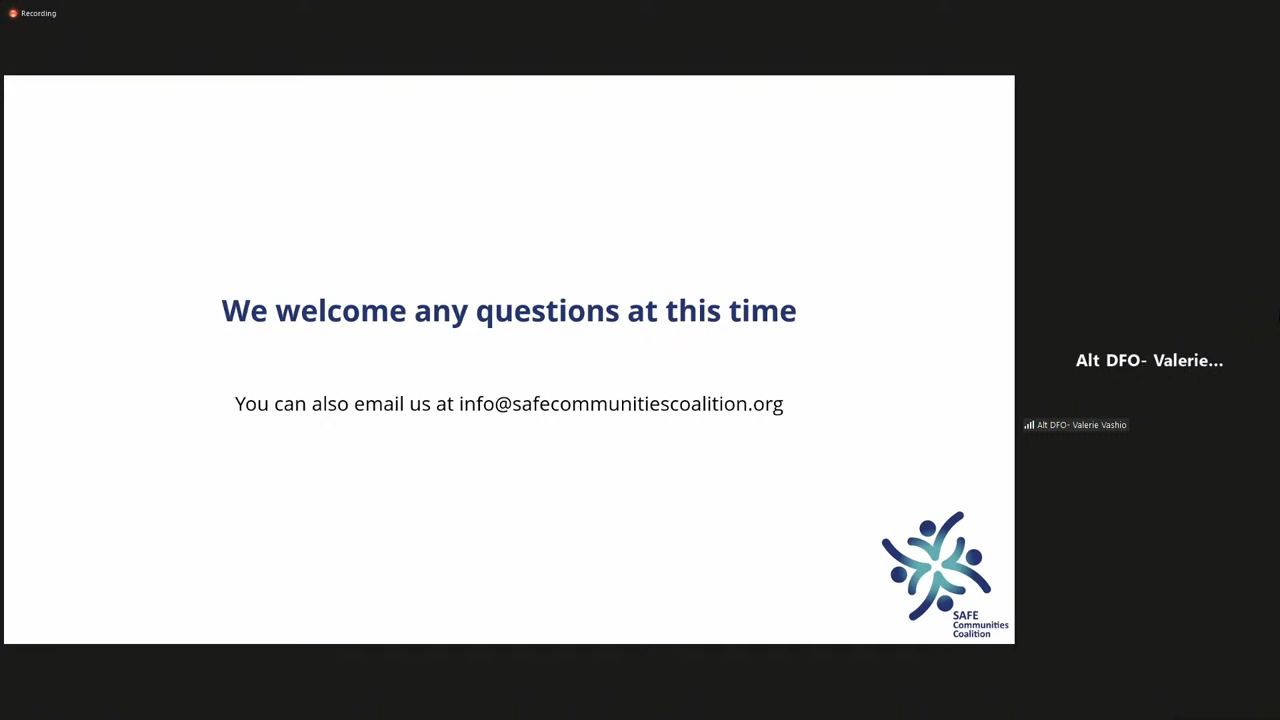 Recording
We welcome any questions at this time
You can also email us at info@safecommunitiescoalition.org
Alt DFO- Valerie...
Alt DFO- Valerie Vashio
SAFE
Communities
Coalition